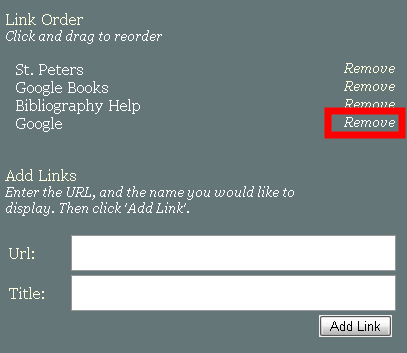 Link Order
Click and drag to reorder
St. Peters Remove
Google Books Remove
Bibliography Help Remove
Google Remove
Add Links
Enter the URL, and the name you would like to
display. Then click 'Add Link'.
Url:
Title:
Add Link